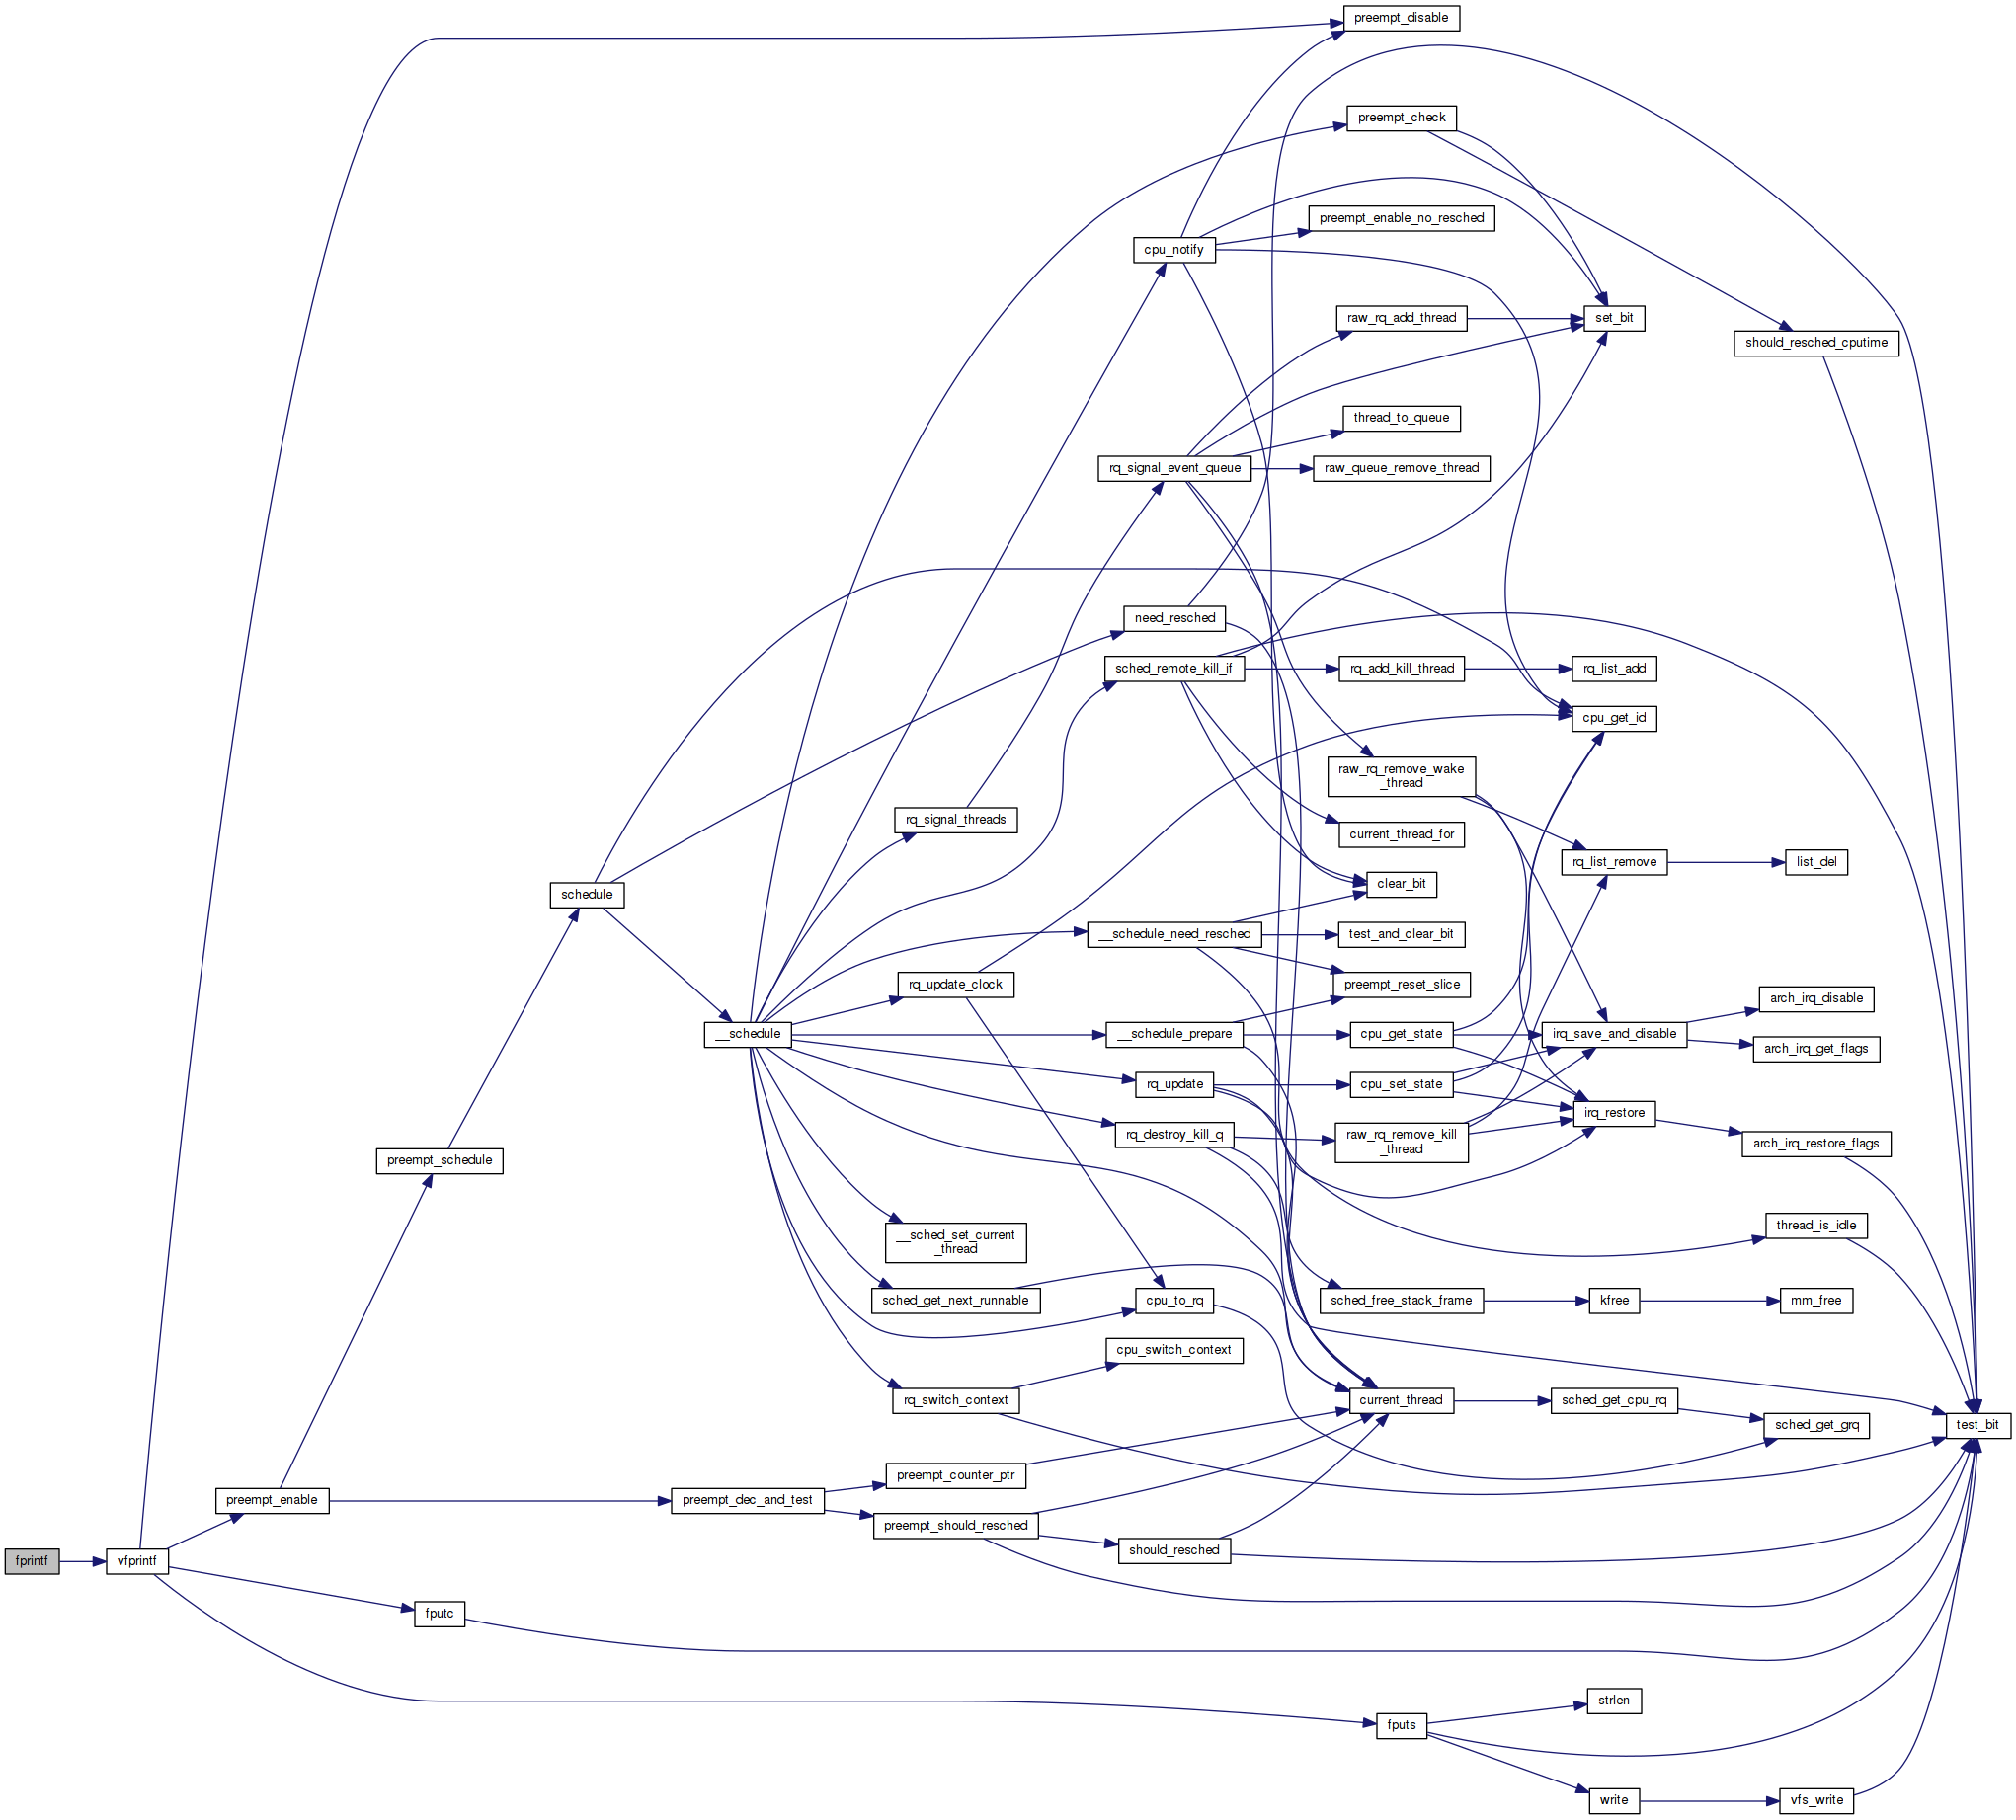 preempt_disable
preempt_check
preempt_enable_no_resched
cpu_notify
raw_rq_add_thread
set_bit
should_resched_cputime
thread_to_queue
rq_signal_event_queue
raw_queue_remove_thread
need_resched
sched_remote_kill_if
rq_add_kill_thread
rq_list_add
cpu_get_id
raw_rq_remove_wake
_thread
rq_signal_threads
current_thread_for
rq_list_remove
list_del
schedule
clear_bit
__schedule_need_resched
test_and_clear_bit
rq_update_clock
preempt_reset_slice
arch_irq_disable
__schedule
__schedule_prepare
cpu_get_state
irq_save_and_disable
arch_irq_get_flags
rq_update
cpu_set_state
irq_restore
rq_destroy_kill_q
raw_rq_remove_kill
_thread
arch_irq_restore_flags
preempt_schedule
thread_is_idle
__sched_set_current
_thread
sched_get_next_runnable
cpu_to_rq
sched_free_stack_frame
kfree
mm_free
cpu_switch_context
rq_switch_context
current_thread
sched_get_cpu_rq
sched_get_grq
test_bit
preempt_counter_ptr
preempt_enable
preempt_dec_and_test
preempt_should_resched
should_resched
fprintf
vfprintf
fputc
strlen
fputs
write
vfs_write